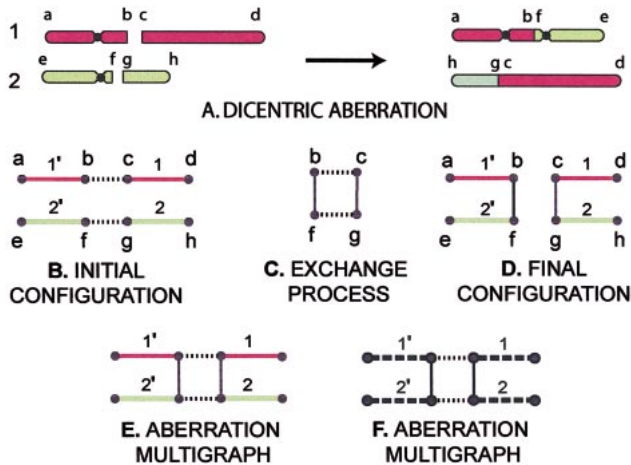 a b c d
1
e f g h
2
a b f e
h g c d
A. DICENTRIC ABERRATION
a 1' b c 1 d
2' 2
e f g h
B. INITIAL
CONFIGURATION
b c
f g
C. EXCHANGE
PROCESS
a 1' b c 1 d
2' 2
e f g h
D. FINAL
CONFIGURATION
1' 1
2' 2
E. ABERRATION
MULTIGRAPH
1' 1
2' 2
F. ABERRATION
MULTIGRAPH